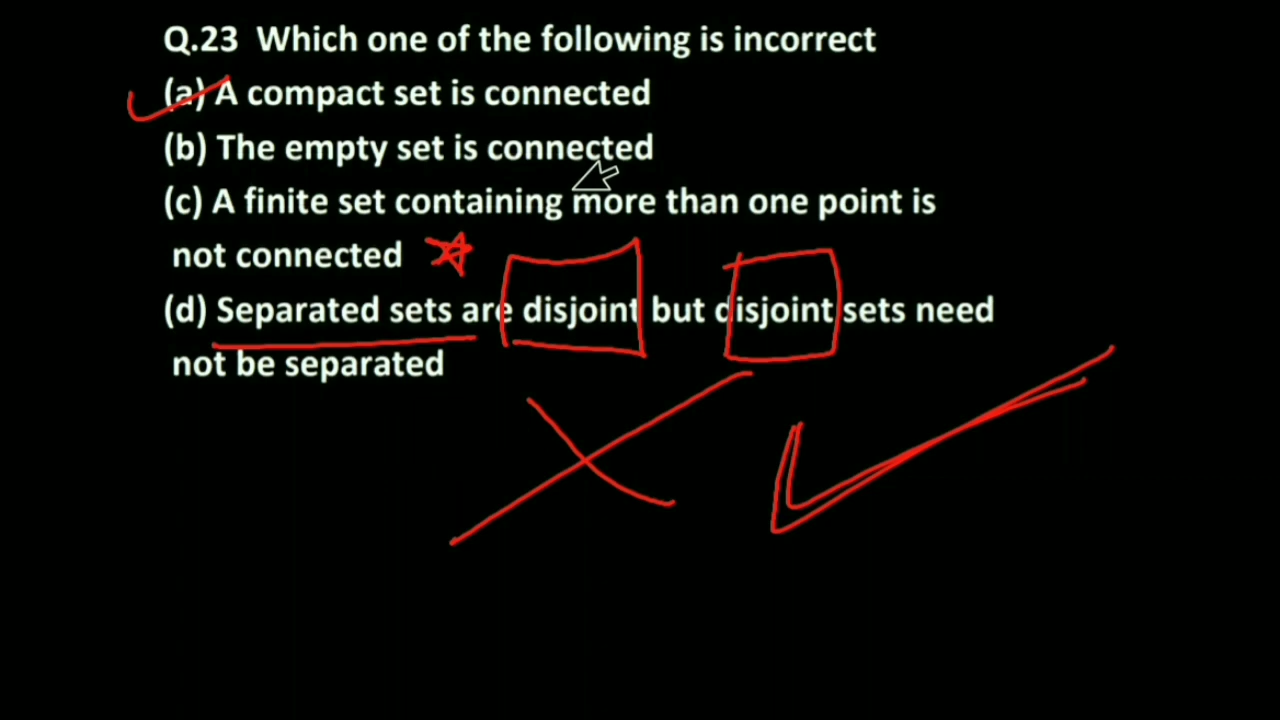 Q.23 Which one of the following is incorrect
(a) A compact set is connected
(b) The empty set is connected
(c) A finite set containing more than one point is
not connected
(d) Separated sets are disjoint but disjoint sets need
not be separated